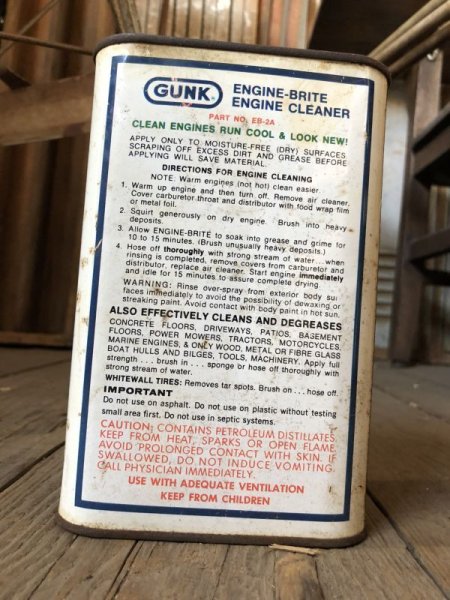 GUNK
ENGINE-BRITE
ENGINE CLEANER
PART NO. EB-2A
CLEAN ENGINES RUN COOL & LOOK NEW!
APPLY ONLY TO MOISTURE-FREE (DRY) SURFACES.
SCRAPING OFF EXCESS DIRT AND GREASE BEFORE
APPLYING WILL SAVE MATERIAL.
DIRECTIONS FOR ENGINE CLEANING
NOTE: Warm engines (not hot) clean easier.
1. Warm up engine and then turn off. Remove air cleaner.
Cover carburetor throat and distributor with food wrap film
or metal foil.
2. Squirt generously on dry engine. Brush into heavy
deposits.
3. Allow ENGINE-BRITE to soak into grease and grime for
10 to 15 minutes. (Brush unusually heavy deposits.)
4. Hose off thoroughly with strong stream of water...when
rinsing is completed, remove covers from carburetor and
distributor, replace air cleaner. Start engine immediately
and idle for 15 minutes to assure complete drying.
WARNING: Rinse over-spray from exterior body sur
faces immediately to avoid the possibility of dewaxing or
streaking paint. Avoid contact with body paint in hot sun.
ALSO EFFECTIVELY CLEANS AND DEGREASES
CONCRETE FLOORS, DRIVEWAYS, PATIOS, BASEMENT
FLOORS, POWER MOWERS, TRACTORS, MOTORCYCLES,
MARINE ENGINES, & ONLY WOOD, METAL OR FIBRE GLASS
BOAT HULLS AND BILGES, TOOLS, MACHINERY. Apply full
strength . . . brush in . . . sponge or hose off thoroughly with
strong stream of water.
WHITEWALL TIRES: Removes tar spots. Brush on . . . hose off.
IMPORTANT
Do not use on asphalt. Do not use on plastic without testing
small area first. Do not use in septic systems.
CAUTION: CONTAINS PETROLEUM DISTILLATES.
KEEP FROM HEAT, SPARKS OR OPEN FLAME.
AVOID PROLONGED CONTACT WITH SKIN. IF
SWALLOWED, DO NOT INDUCE VOMITING.
CALL PHYSICIAN IMMEDIATELY.
USE WITH ADEQUATE VENTILATION
KEEP FROM CHILDREN